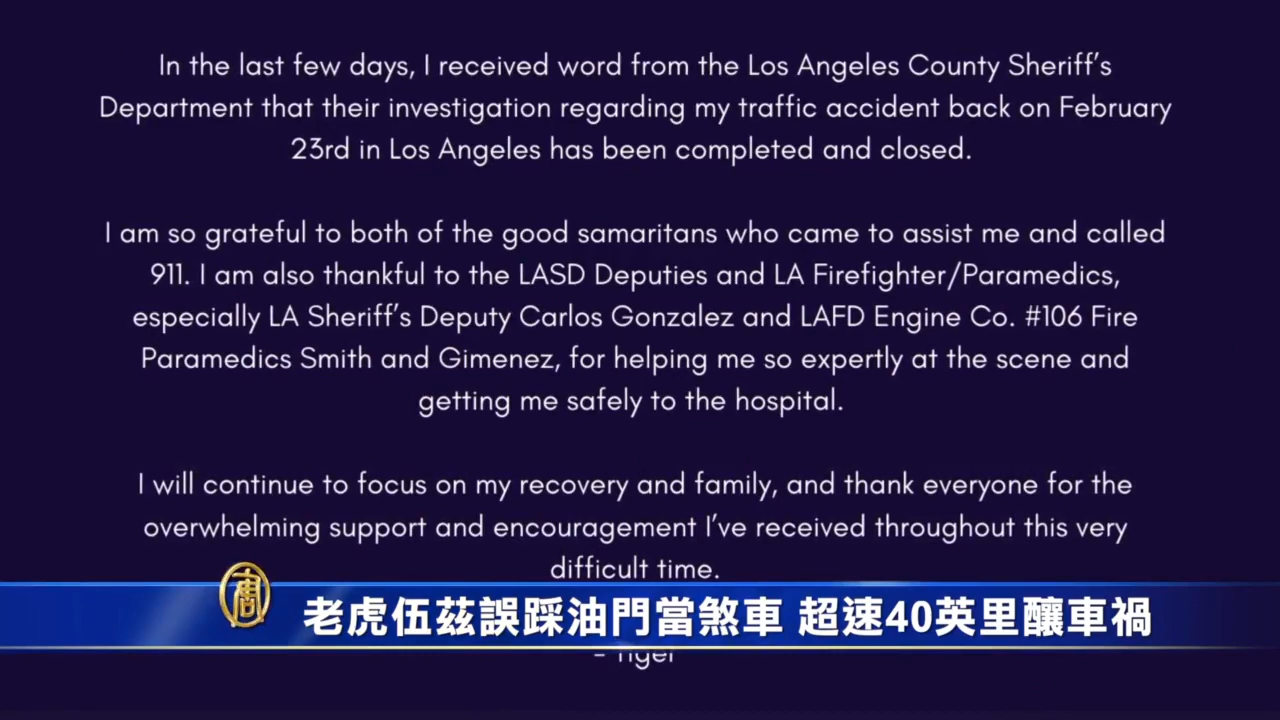 In the last few days, I received word from the Los Angeles County Sheriff's
Department that their investigation regarding my traffic accident back on February
23rd in Los Angeles has been completed and closed.
I am so grateful to both of the good samaritans who came to assist me and called
911. I am also thankful to the LASD Deputies and LA Firefighter/Paramedics,
especially LA Sheriff's Deputy Carlos Gonzalez and LAFD Engine Co. #106 Fire
Paramedics Smith and Gimenez, for helping me so expertly at the scene and
getting me safely to the hospital.
I will continue to focus on my recovery and family, and thank everyone for the
overwhelming support and encouragement I've received throughout this very
difficult time.
老虎伍茲誤踩油門當煞車 超速40英里釀車禍
- Tiger